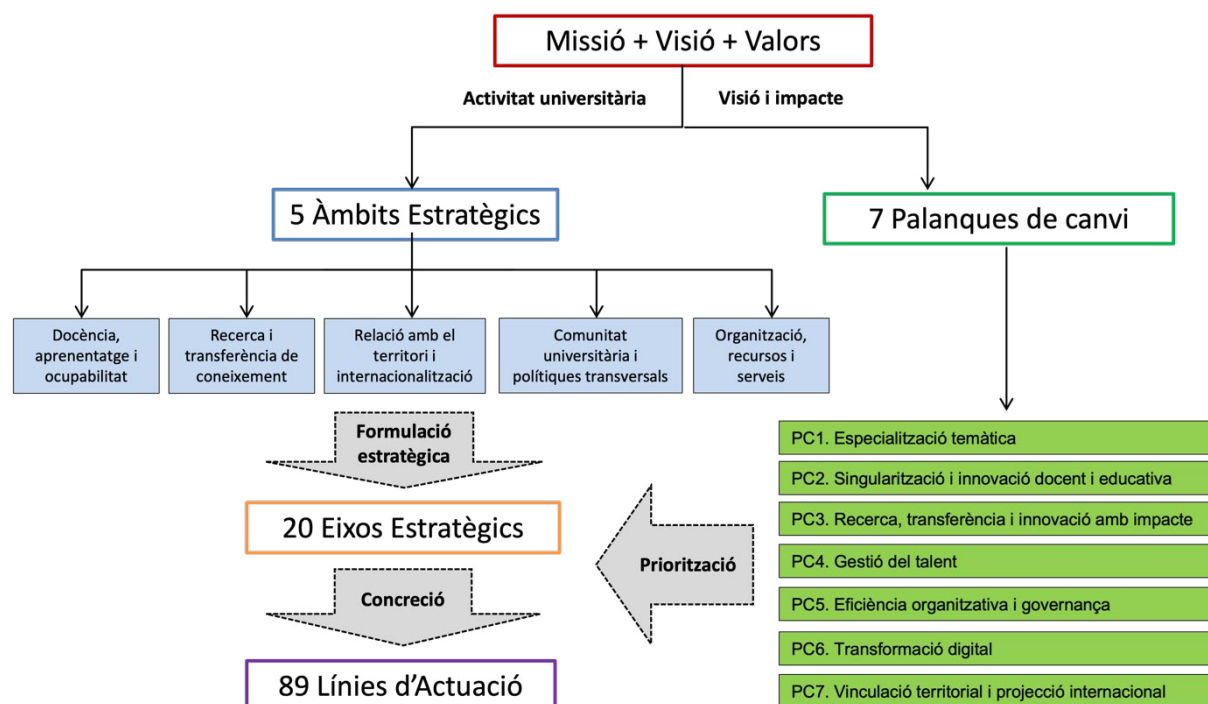 Missió + Visió + Valors
Activitat universitària
Visió i impacte
5 Àmbits Estratègics
7 Palanques de canvi
Docència,
aprenentatge i
ocupabilitat
Recerca i
transferència de
coneixement
Relació amb el
territori i
internacionalització
Comunitat
universitària i
polítiques transversals
Organització,
recursos i
serveis
Formulació
estratègica
20 Eixos Estratègics
Concreció
89 Línies d’Actuació
Priorització
PC1. Especialització temàtica
PC2. Singularització i innovació docent i educativa
PC3. Recerca, transferència i innovació amb impacte
PC4. Gestió del talent
PC5. Eficiència organitzativa i governança
PC6. Transformació digital
PC7. Vinculació territorial i projecció internacional